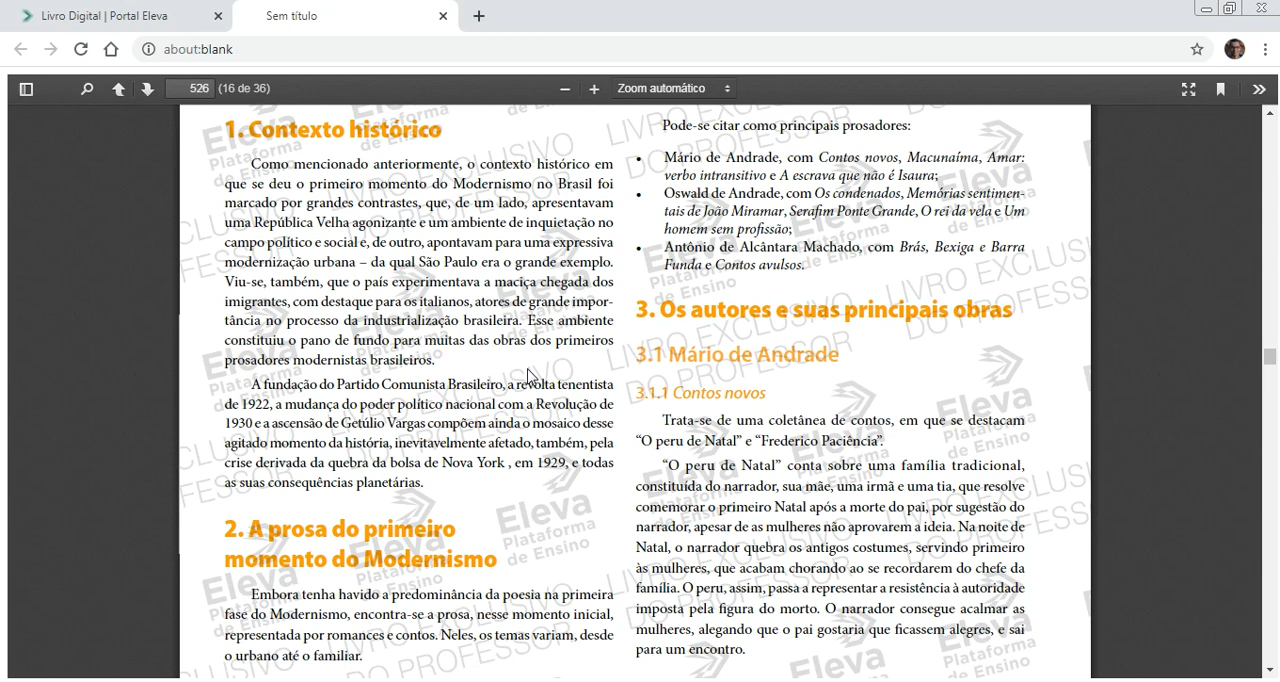 Livro Digital | Portal Eleva
Sem título
about:blank
526 (16 de 36)
Zoom automático
1. Contexto histórico
Como mencionado anteriormente, o contexto histórico em
que se deu o primeiro momento do Modernismo no Brasil foi
marcado por grandes contrastes, que, de um lado, apresentavam
uma República Velha agonizante e um ambiente de inquietação no
campo político e social e, de outro, apontavam para uma expressiva
modernização urbana – da qual São Paulo era o grande exemplo.
Viu-se, também, que o país experimentava a maciça chegada dos
imigrantes, com destaque para os italianos, atores de grande impor-
tância no processo da industrialização brasileira. Esse ambiente
constituiu o pano de fundo para muitas das obras dos primeiros
prosadores modernistas brasileiros.
A fundação do Partido Comunista Brasileiro, a revolta tenentista
de 1922, a mudança do poder político nacional com a Revolução de
1930 e a ascensão de Getúlio Vargas compõem ainda o mosaico desse
agitado momento da história, inevitavelmente afetado, também, pela
crise derivada da quebra da bolsa de Nova York , em 1929, e todas
as suas consequências planetárias.
2. A prosa do primeiro
momento do Modernismo
Embora tenha havido a predominância da poesia na primeira
fase do Modernismo, encontra-se a prosa, nesse momento inicial,
representada por romances e contos. Neles, os temas variam, desde
o urbano até o familiar.
Pode-se citar como principais prosadores:
• Mário de Andrade, com Contos novos, Macunaíma, Amar:
verbo intransitivo e A escrava que não é Isaura;
• Oswald de Andrade, com Os condenados, Memórias sentimen-
tais de João Miramar, Serafim Ponte Grande, O rei da vela e Um
homem sem profissão;
• Antônio de Alcântara Machado, com Brás, Bexiga e Barra
Funda e Contos avulsos.
3. Os autores e suas principais obras
3.1 Mário de Andrade
3.1.1 Contos novos
Trata-se de uma coletânea de contos, em que se destacam
“O peru de Natal” e “Frederico Paciência”.
“O peru de Natal” conta sobre uma família tradicional,
constituída do narrador, sua mãe, uma irmã e uma tia, que resolve
comemorar o primeiro Natal após a morte do pai, por sugestão do
narrador, apesar de as mulheres não aprovarem a ideia. Na noite de
Natal, o narrador quebra os antigos costumes, servindo primeiro
às mulheres, que acabam chorando ao se recordarem do chefe da
família. O peru, assim, passa a representar a resistência à autoridade
imposta pela figura do morto. O narrador consegue acalmar as
mulheres, alegando que o pai gostaria que ficassem alegres, e sai
para um encontro.
Eleva
Plataforma
de Ensino
LIVRO EXCLUSIVO
DO PROFESSOR